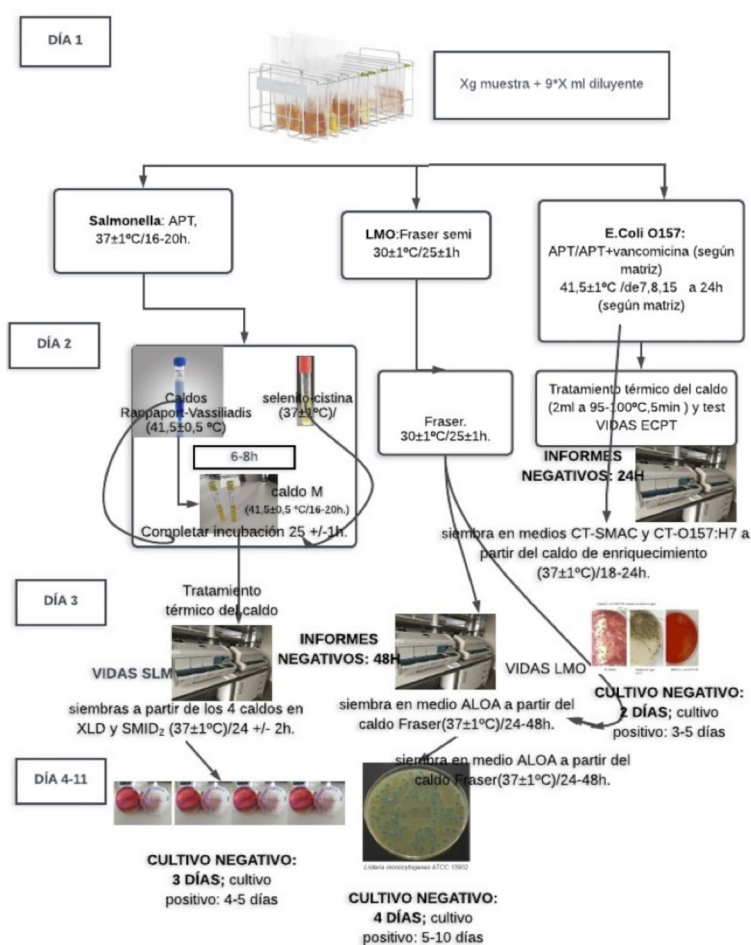 DÍA 1
Xg muestra + 9*X ml diluyente
Salmonella: APT,
37±1ºC/16-20h.
LMO:Fraser semi
30±1ºC/25±1h
E.Coli O157:
APT/APT+vancomicina (según
matriz)
41,5±1ºC /de7,8,15 a 24h
(según matriz)
DÍA 2
Caldos
Rappaport-Vassiliadis
(41,5±0,5 ºC)
selenito-cistina
(37±1ºC)/
6-8h
caldo M
(41,5±0,5 ºC/16-20h.)
Completar incubación 25 +/-1h.
Fraser.
30±1ºC/25±1h.
Tratamiento térmico del caldo
(2ml a 95-100ºC,5min ) y test
VIDAS ECPT
INFORMES
NEGATIVOS: 24H
siembra en medios CT-SMAC y CT-O157:H7 a
partir del caldo de enriquecimiento
(37±1ºC)/18-24h.
DÍA 3
Tratamiento
térmico del caldo
VIDAS SLM
INFORMES
NEGATIVOS: 48H
VIDAS LMO
siembras a partir de los 4 caldos en
XLD y SMID₂ (37±1ºC)/24 +/- 2h.
siembra en medio ALOA a partir del
caldo Fraser(37±1ºC)/24-48h.
CULTIVO NEGATIVO:
2 DÍAS; cultivo
positivo: 3-5 días
siembra en medio ALOA a partir del
caldo Fraser(37±1ºC)/24-48h.
DÍA 4-11
CULTIVO NEGATIVO:
3 DÍAS; cultivo
positivo: 4-5 días
Listeria monocytogenes ATCC 13932
CULTIVO NEGATIVO:
4 DÍAS; cultivo
positivo: 5-10 días